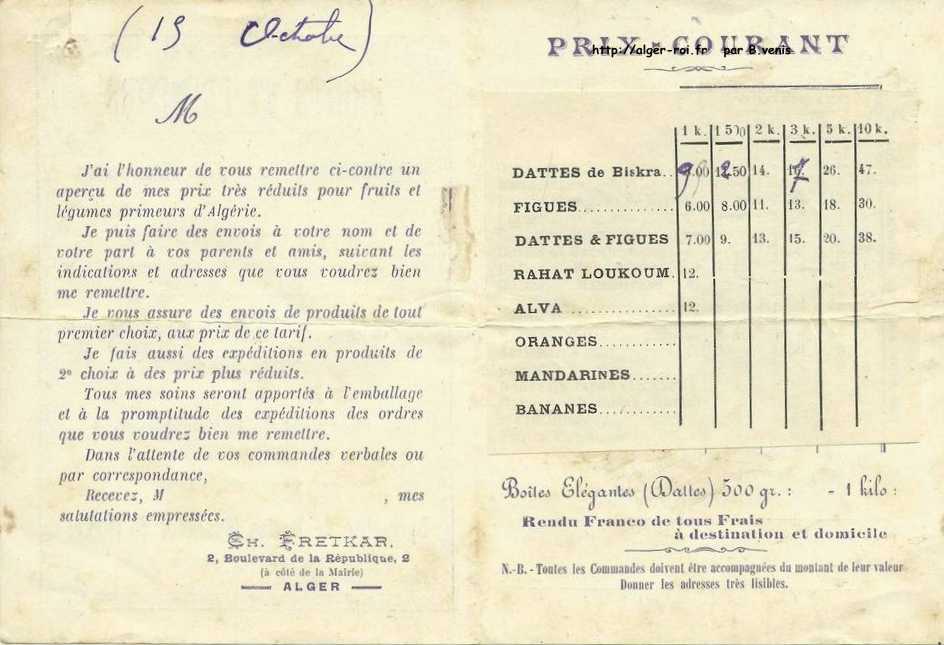 (15 Octobre)
M
J'ai l'honneur de vous remettre ci-contre un
aperçu de mes prix très réduits pour fruits et
légumes primeurs d'Algérie.
Je puis faire des envois à votre nom et de
votre part à vos parents et amis, suivant les
indications et adresses que vous voudrez bien
me remettre.
Je vous assure des envois de produits de tout
premier choix, aux prix de ce tarif.
Je fais aussi des expéditions en produits de
2e choix à des prix plus réduits.
Tous mes soins seront apportés à l'emballage
et à la promptitude des expéditions des ordres
que vous voudrez bien me remettre.
Dans l'attente de vos commandes verbales ou
par correspondance,
Recevez, M , mes
salutations empressées.
CH. FRETKAR.
2, Boulevard de la République, 2
(à côté de la Mairie)
ALGER
PRIX-COURANT
http://alger-roi.fr par B.venis
1 k. 1 500 2 k. 3 k. 5 k. 10 k.
DATTES de Biskra.. 9.00 12.50 14. 17 26. 47.
FIGUES.............. 6.00 8.00 11. 13. 18. 30.
DATTES & FIGUES 7.00 9. 13. 15. 20. 38.
RAHAT LOUKOUM. 12.
ALVA ............... 12.
ORANGES...........
MANDARINES.......
BANANES...........
Boîtes Elégantes (Dattes) 500 gr. : - 1 kilo :
Rendu Franco de tous Frais
à destination et domicile
N.-B. - Toutes les Commandes doivent être accompagnées du montant de leur valeur
Donner les adresses très lisibles.